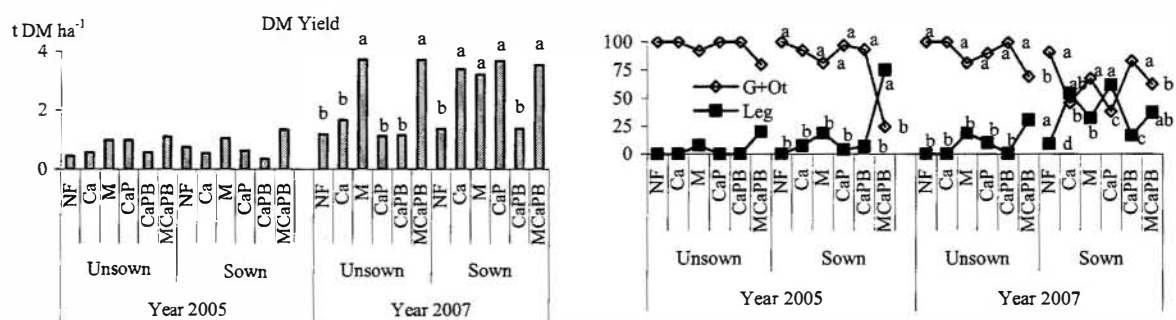 DM Yield
t DM ha⁻¹
4
2
0
b b a b b a b a a a b a
NF Ca M CaP CaPB MCaPB NF Ca M CaP CaPB MCaPB NF Ca M CaP CaPB MCaPB NF Ca M CaP CaPB MCaPB
Unsown Sown Unsown Sown
Year 2005 Year 2007
100
75
50
25
0
G+Ot
Leg
NF Ca M CaP CaPB MCaPB NF Ca M CaP CaPB MCaPB NF Ca M CaP CaPB MCaPB NF Ca M CaP CaPB MCaPB
Unsown Sown Unsown Sown
Year 2005 Year 2007